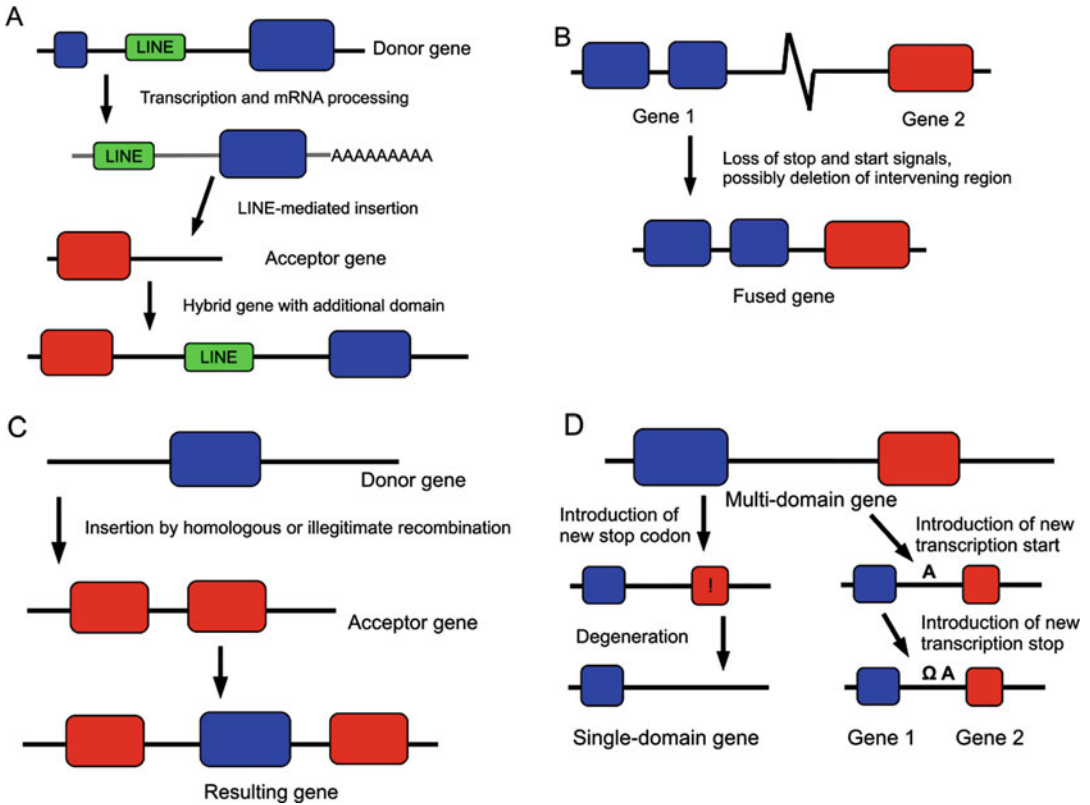 A
LINE
Donor gene
Transcription and mRNA processing
LINE
AAAAAAAAA
LINE-mediated insertion
Acceptor gene
Hybrid gene with additional domain
LINE
B
Gene 1
Gene 2
Loss of stop and start signals,
possibly deletion of intervening region
Fused gene
C
Donor gene
Insertion by homologous or illegitimate recombination
Acceptor gene
Resulting gene
D
Multi-domain gene
Introduction of
new stop codon
!
Degeneration
Single-domain gene
Introduction of new
transcription start
A
Introduction of new
transcription stop
Ω A
Gene 1
Gene 2